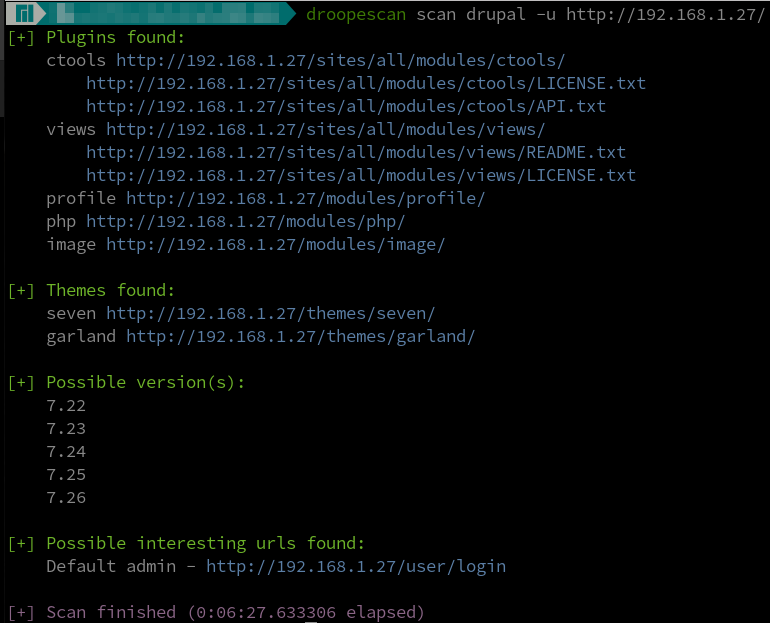 droopescan scan drupal -u http://192.168.1.27/
[+] Plugins found:
ctools http://192.168.1.27/sites/all/modules/ctools/
http://192.168.1.27/sites/all/modules/ctools/LICENSE.txt
http://192.168.1.27/sites/all/modules/ctools/API.txt
views http://192.168.1.27/sites/all/modules/views/
http://192.168.1.27/sites/all/modules/views/README.txt
http://192.168.1.27/sites/all/modules/views/LICENSE.txt
profile http://192.168.1.27/modules/profile/
php http://192.168.1.27/modules/php/
image http://192.168.1.27/modules/image/
[+] Themes found:
seven http://192.168.1.27/themes/seven/
garland http://192.168.1.27/themes/garland/
[+] Possible version(s):
7.22
7.23
7.24
7.25
7.26
[+] Possible interesting urls found:
Default admin - http://192.168.1.27/user/login
[+] Scan finished (0:06:27.633306 elapsed)